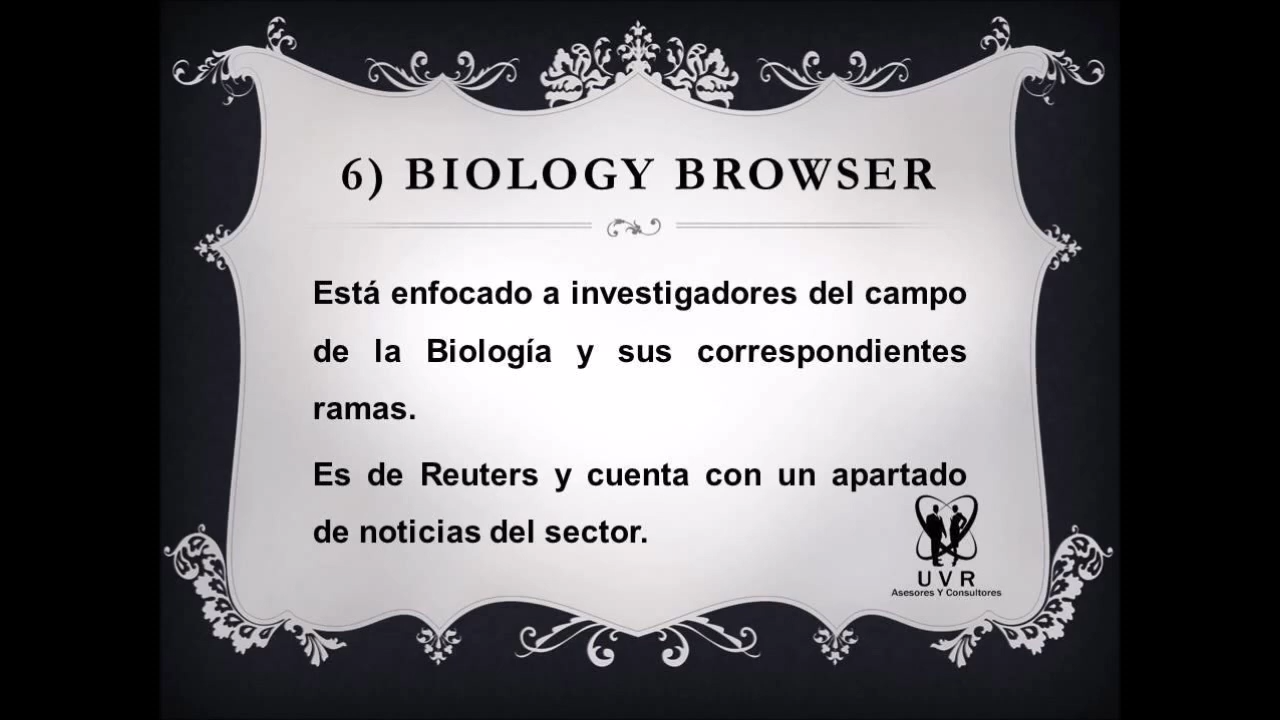 6) BIOLOGY BROWSER
Está enfocado a investigadores del campo
de la Biología y sus correspondientes
ramas.
Es de Reuters y cuenta con un apartado
de noticias del sector.
UVR
Asesores Y Consultores